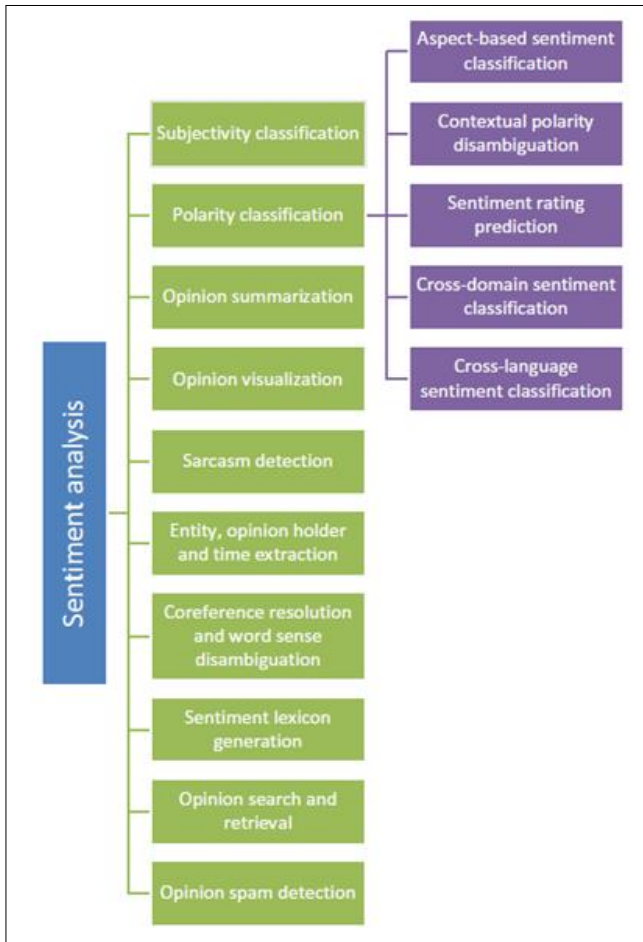 Sentiment analysis
Subjectivity classification
Polarity classification
Opinion summarization
Opinion visualization
Sarcasm detection
Entity, opinion holder
and time extraction
Coreference resolution
and word sense
disambiguation
Sentiment lexicon
generation
Opinion search and
retrieval
Opinion spam detection
Aspect-based sentiment
classification
Contextual polarity
disambiguation
Sentiment rating
prediction
Cross-domain sentiment
classification
Cross-language
sentiment classification